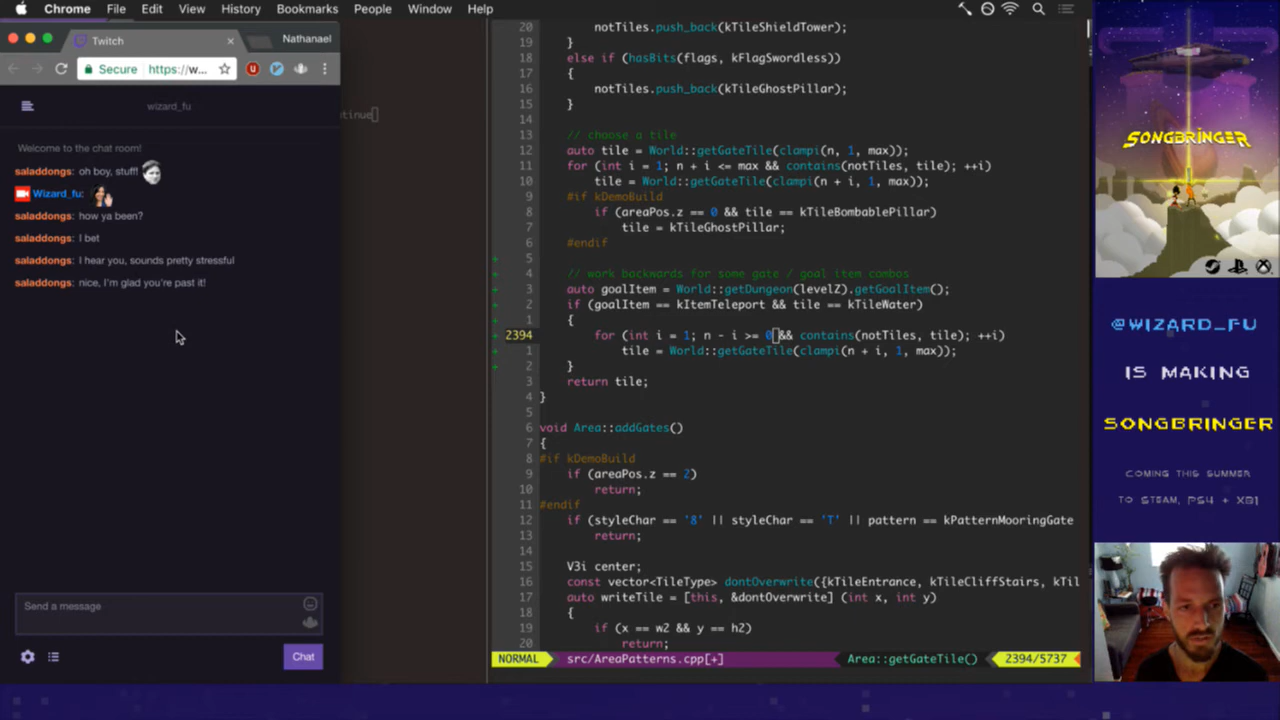 Chrome File Edit View History Bookmarks People Window Help
Twitch
Nathanael
Secure https://w...
wizard_fu
Welcome to the chat room!
saladdongs: oh boy, stuff!
Wizard_fu:
saladdongs: how ya been?
saladdongs: I bet
saladdongs: I hear you, sounds pretty stressful
saladdongs: nice, I'm glad you're past it!
Send a message
Chat
tinue
20 notTiles.push_back(kTileShieldTower);
19 }
18 else if (hasBits(flags, kFlagSwordless))
17 {
16 notTiles.push_back(kTileGhostPillar);
15 }
14
13 // choose a tile
12 auto tile = World::getGateTile(clampi(n, 1, max));
11 for (int i = 1; n + i <= max && contains(notTiles, tile); ++i)
10 tile = World::getGateTile(clampi(n + i, 1, max));
9 #if kDemoBuild
8 if (areaPos.z == 0 && tile == kTileBombablePillar)
7 tile = kTileGhostPillar;
6 #endif
5
4 // work backwards for some gate / goal item combos
3 auto goalItem = World::getDungeon(levelZ).getGoalItem();
2 if (goalItem == kItemTeleport && tile == kTileWater)
1 {
2394 for (int i = 1; n - i >= 0 && contains(notTiles, tile); ++i)
1 tile = World::getGateTile(clampi(n + i, 1, max));
2 }
3 return tile;
4 }
5
6 void Area::addGates()
7 {
8 #if kDemoBuild
9 if (areaPos.z == 2)
10 return;
11 #endif
12 if (styleChar == '8' || styleChar == 'T' || pattern == kPatternMooringGate
13 return;
14
15 V3i center;
16 const vector<TileType> dontOverwrite({kTileEntrance, kTileCliffStairs, kTil
17 auto writeTile = [this, &dontOverwrite] (int x, int y)
18 {
19 if (x == w2 && y == h2)
20 return;
NORMAL src/AreaPatterns.cpp[+] Area::getGateTile() 2394/5737
SONGBRINGER
@WIZARD_FU
IS MAKING
SONGBRINGER
COMING THIS SUMMER
TO STEAM, PS4 + XB1